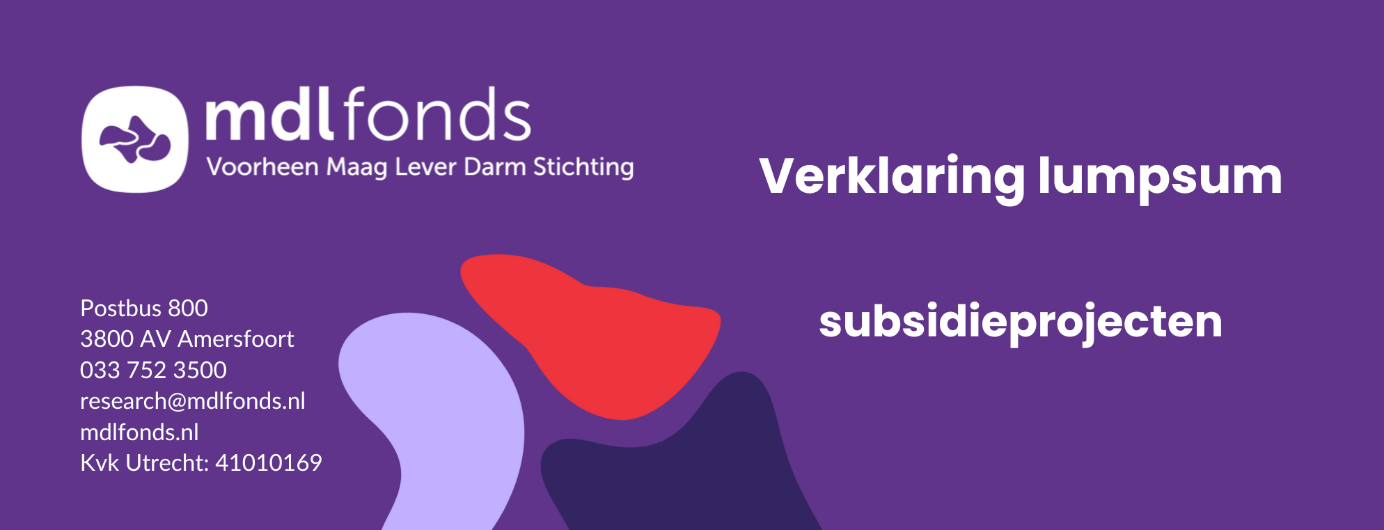 mdlfonds
Voorheen Maag Lever Darm Stichting
Verklaring lumpsum
subsidieprojecten
Postbus 800
3800 AV Amersfoort
033 752 3500
research@mdlfonds.nl
mdlfonds.nl
Kvk Utrecht: 41010169